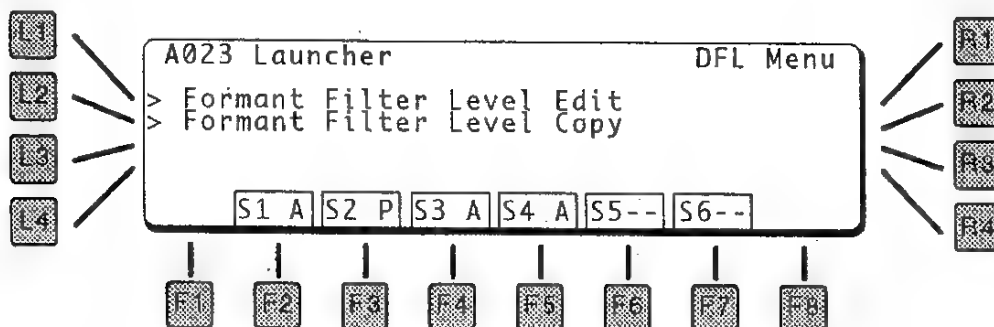 L1
R1
A023 Launcher DFL Menu
L2
R2
> Formant Filter Level Edit
> Formant Filter Level Copy
L3
R3
L4
R4
S1 A S2 P S3 A S4 A S5-- S6--
F1 F2 F3 F4 F5 F6 F7 F8